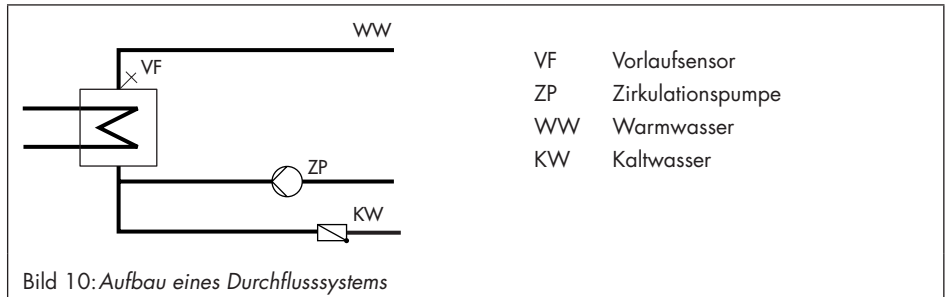 WW
VF
ZP
KW
VF Vorlaufsensor
ZP Zirkulationspumpe
WW Warmwasser
KW Kaltwasser
Bild 10: Aufbau eines Durchflusssystems